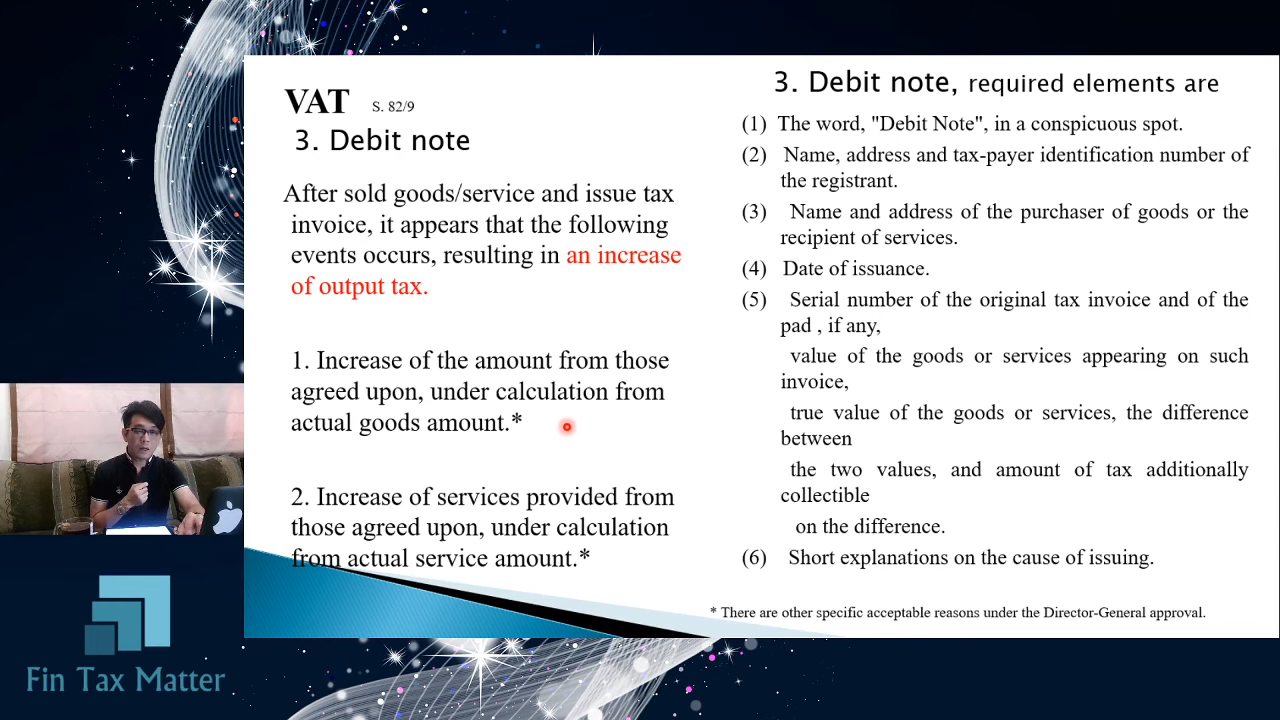 VAT S. 82/9
3. Debit note
After sold goods/service and issue tax
invoice, it appears that the following
events occurs, resulting in an increase
of output tax.
1. Increase of the amount from those
agreed upon, under calculation from
actual goods amount.*
2. Increase of services provided from
those agreed upon, under calculation
from actual service amount.*
3. Debit note, required elements are
(1) The word, "Debit Note", in a conspicuous spot.
(2) Name, address and tax-payer identification number of
the registrant.
(3) Name and address of the purchaser of goods or the
recipient of services.
(4) Date of issuance.
(5) Serial number of the original tax invoice and of the
pad , if any,
value of the goods or services appearing on such
invoice,
true value of the goods or services, the difference
between
the two values, and amount of tax additionally
collectible
on the difference.
(6) Short explanations on the cause of issuing.
* There are other specific acceptable reasons under the Director-General approval.
Fin Tax Matter